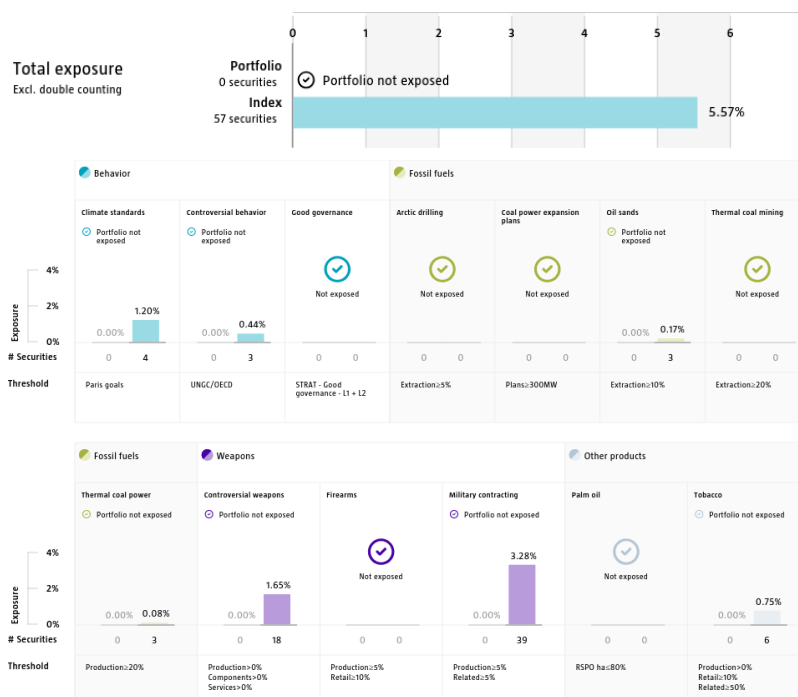 0 1 2 3 4 5 6
Total exposure
Excl. double counting
Portfolio
0 securities
Portfolio not exposed
Index
57 securities
5.57%
Behavior
Fossil fuels
Climate standards
Controversial behavior
Good governance
Arctic drilling
Coal power expansion
plans
Oil sands
Thermal coal mining
Portfolio not
exposed
Portfolio not
exposed
Not exposed
Not exposed
Not exposed
Portfolio not
exposed
Not exposed
Exposure
4%
2%
0%
0.00% 1.20%
0.00% 0.44%
0.00% 0.17%
# Securities 0 4 0 3 0 0 0 0 0 0 0 3 0 0
Threshold
Paris goals
UNGC/OECD
STRAT - Good
governance - L1 + L2
Extraction≥5%
Plans≥300MW
Extraction≥10%
Extraction≥20%
Fossil fuels
Weapons
Other products
Thermal coal power
Controversial weapons
Firearms
Military contracting
Palm oil
Tobacco
Portfolio not exposed
Portfolio not exposed
Not exposed
Portfolio not exposed
Not exposed
Portfolio not exposed
Exposure
4%
2%
0%
0.00% 0.08%
0.00% 1.65%
0.00% 3.28%
0.00% 0.75%
# Securities 0 3 0 18 0 0 0 39 0 0 0 6
Threshold
Production≥20%
Production>0%
Components>0%
Services>0%
Production≥5%
Retail≥10%
Production≥5%
Related≥5%
RSPO ha≤80%
Production>0%
Retail≥10%
Related≥50%